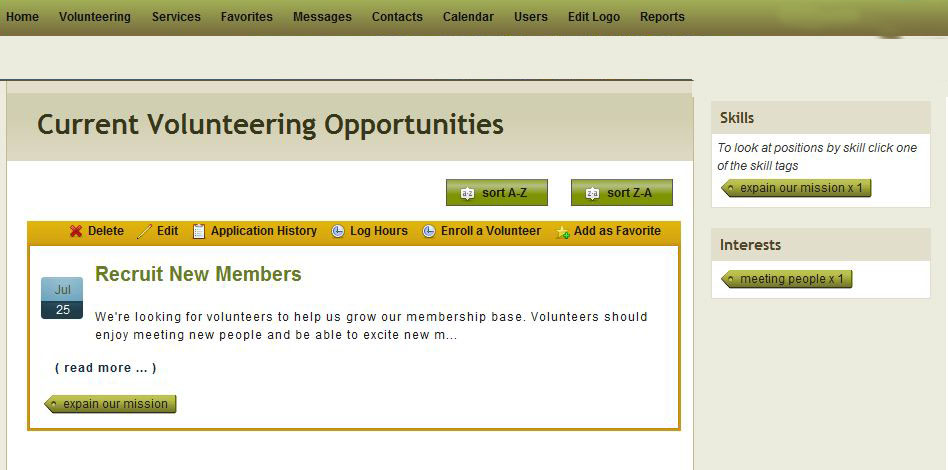 Home Volunteering Services Favorites Messages Contacts Calendar Users Edit Logo Reports
Current Volunteering Opportunities
a-z sort A-Z z-a sort Z-A
Delete Edit Application History Log Hours Enroll a Volunteer Add as Favorite
Jul
25
Recruit New Members
We're looking for volunteers to help us grow our membership base. Volunteers should
enjoy meeting new people and be able to excite new m...
( read more ... )
expain our mission
Skills
To look at positions by skill click one
of the skill tags
expain our mission x 1
Interests
meeting people x 1